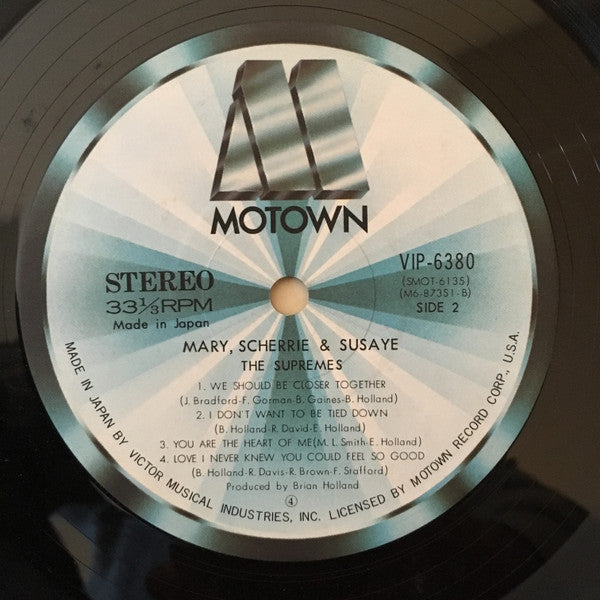 MOTOWN
STEREO
33⅓ RPM
Made in Japan
VIP-6380
(SMOT-6135)
(M6-873S1-B)
SIDE 2
MARY, SCHERRIE & SUSAYE
THE SUPREMES
1. WE SHOULD BE CLOSER TOGETHER
(J. Bradford-F. Gorman-B. Gaines-B. Holland)
2. I DON'T WANT TO BE TIED DOWN
(B. Holland-R. David-E. Holland)
3. YOU ARE THE HEART OF ME (M. L. Smith-E. Holland)
4. LOVE I NEVER KNEW YOU COULD FEEL SO GOOD
(B. Holland-R. Davis-R. Brown-F. Stafford)
Produced by Brian Holland
④
MADE IN JAPAN BY VICTOR MUSICAL INDUSTRIES, INC. LICENSED BY MOTOWN RECORD CORP., U.S.A.